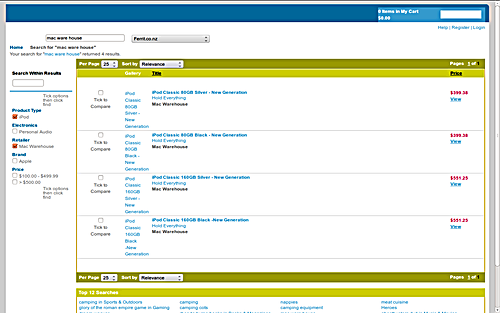 0 Items in My Cart
$0.00
Help | Register | Login
mac ware house
Ferrit.co.nz
Home Search for "mac ware house"
Your search for "mac ware house" returned 4 results.
Per Page 25 Sort by Relevance Pages 1 of 1
Search Within Results
Tick options
then click
find
Product Type
iPod
Electronics
Personal Audio
Retailer
Mac Warehouse
Brand
Apple
Price
$100.00 - $499.99
> $500.00
Tick options
then click
find
Gallery Title Price
Tick to
Compare
iPod
Classic
80GB
Silver -
New
Generation
iPod Classic 80GB Silver - New Generation
Hold Everything
Mac Warehouse
$399.38
View
Tick to
Compare
iPod
Classic
80GB
Black -
New
Generation
iPod Classic 80GB Black - New Generation
Hold Everything
Mac Warehouse
$399.38
View
Tick to
Compare
iPod
Classic
160GB
Silver -
New
Generation
iPod Classic 160GB Silver - New Generation
Hold Everything
Mac Warehouse
$551.25
View
Tick to
Compare
iPod
Classic
160GB
Black
-New
Generation
iPod Classic 160GB Black -New Generation
Hold Everything
Mac Warehouse
$551.25
View
Per Page 25 Sort by Relevance Pages 1 of 1
Top 12 Searches
camping in Sports & Outdoors camping nappies meat cuisine
glory of the roman empire game in Gaming camping cots camping equipment Heroes